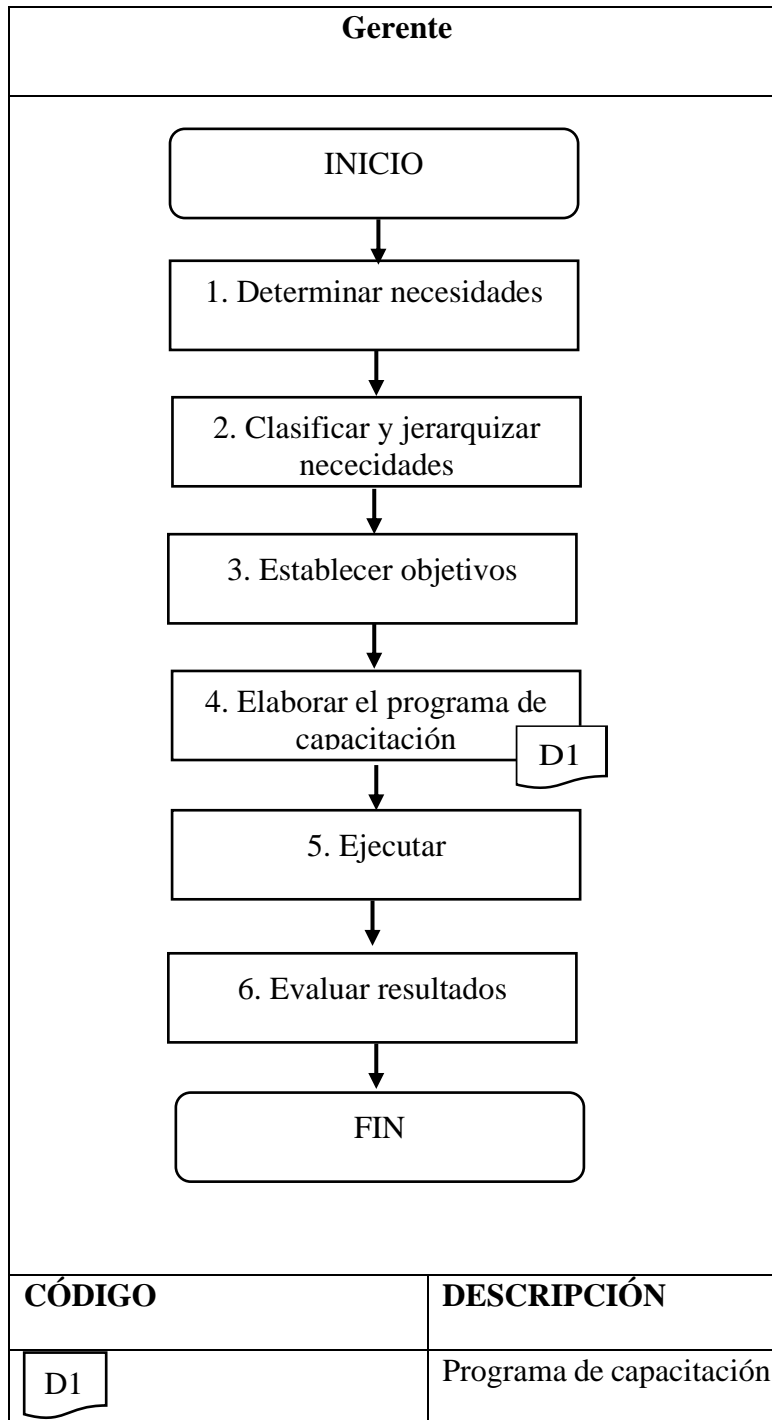 Gerente
INICIO
1. Determinar necesidades
2. Clasificar y jerarquizar
nececidades
3. Establecer objetivos
4. Elaborar el programa de
capacitación
D1
5. Ejecutar
6. Evaluar resultados
FIN
CÓDIGO
DESCRIPCIÓN
D1
Programa de capacitación